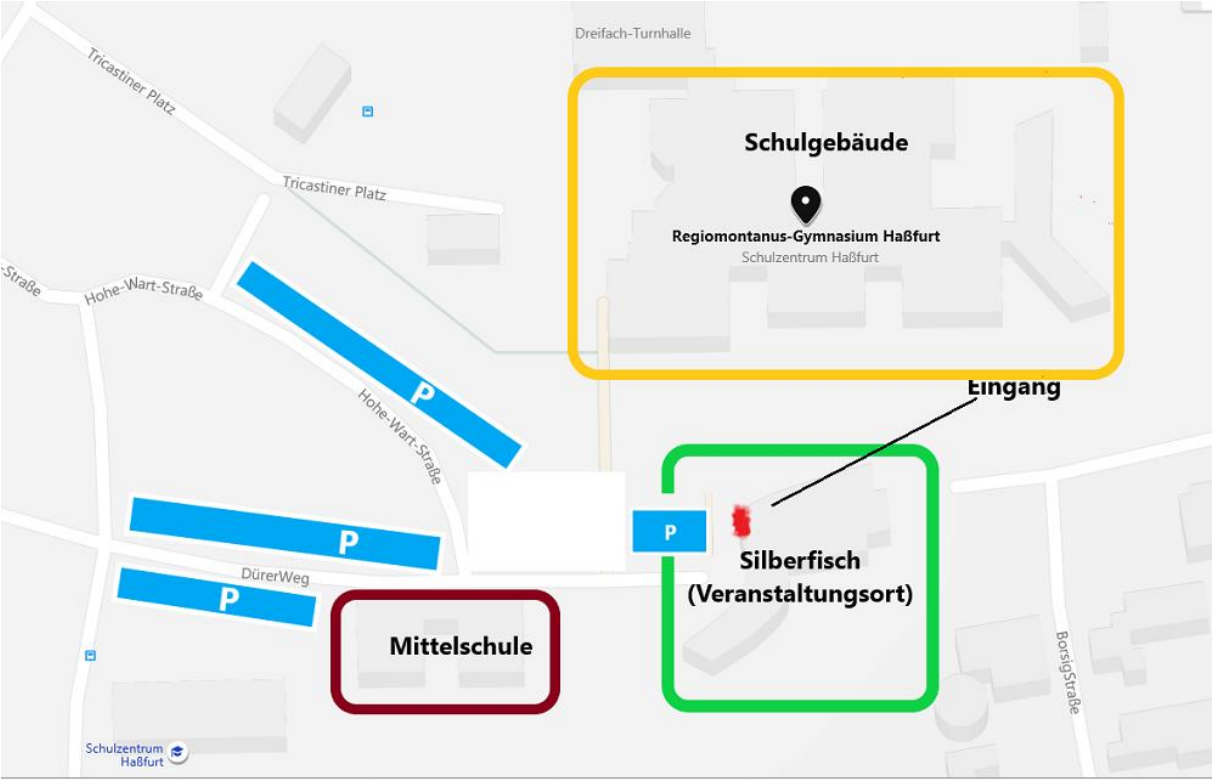 Dreifach-Turnhalle
Tricastiner Platz
Schulgebäude
Tricastiner Platz
Regiomontanus-Gymnasium Haßfurt
Schulzentrum Haßfurt
-Straße
Hohe-Wart-Straße
P
Eingang
Hohe-Wart-Straße
P
P
Silberfisch
(Veranstaltungsort)
DürerWeg
P
Mittelschule
BorsigStraße
Schulzentrum
Haßfurt